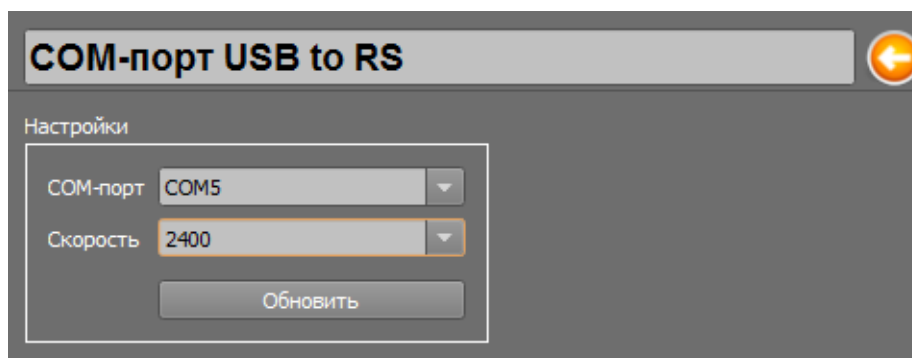 COM-порт USB to RS
Настройки
COM-порт COM5
Скорость 2400
Обновить